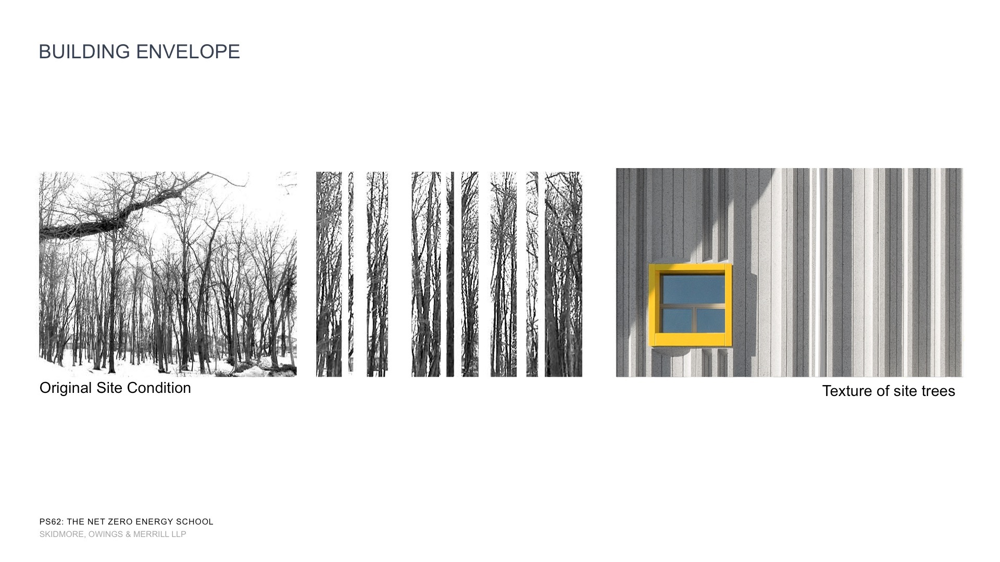 BUILDING ENVELOPE
Original Site Condition
Texture of site trees
PS62: THE NET ZERO ENERGY SCHOOL
SKIDMORE, OWINGS & MERRILL LLP